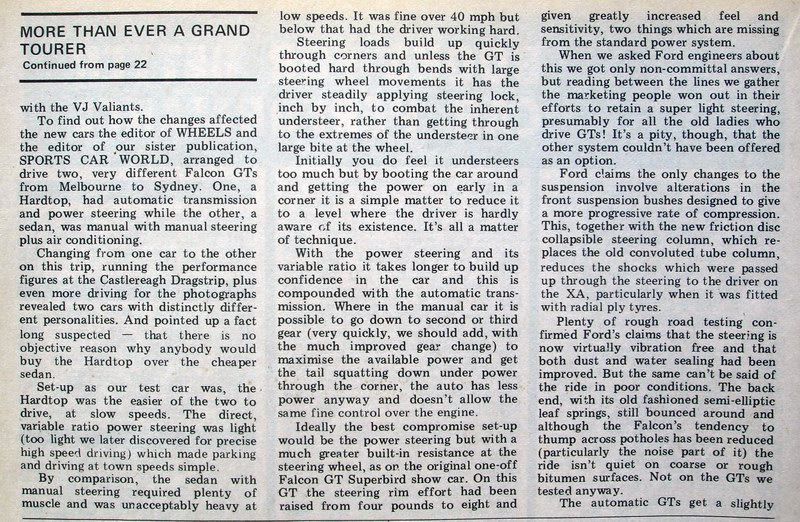 MORE THAN EVER A GRAND
TOURER
Continued from page 22
with the VJ Valiants.
To find out how the changes affected
the new cars the editor of WHEELS and
the editor of our sister publication,
SPORTS CAR WORLD, arranged to
drive two, very different Falcon GTs
from Melbourne to Sydney. One, a
Hardtop, had automatic transmission
and power steering while the other, a
sedan, was manual with manual steering
plus air conditioning.
Changing from one car to the other
on this trip, running the performance
figures at the Castlereagh Dragstrip, plus
even more driving for the photographs
revealed two cars with distinctly differ-
ent personalities. And pointed up a fact
long suspected — that there is no
objective reason why anybody would
buy the Hardtop over the cheaper
sedan.
Set-up as our test car was, the
Hardtop was the easier of the two to
drive, at slow speeds. The direct,
variable ratio power steering was light
(too light we later discovered for precise
high speed driving) which made parking
and driving at town speeds simple.
By comparison, the sedan with
manual steering required plenty of
muscle and was unacceptably heavy at
low speeds. It was fine over 40 mph but
below that had the driver working hard.
Steering loads build up quickly
through corners and unless the GT is
booted hard through bends with large
steering wheel movements it has the
driver steadily applying steering lock,
inch by inch, to combat the inherent
understeer, rather than getting through
to the extremes of the understeer in one
large bite at the wheel.
Initially you do feel it understeers
too much but by booting the car around
and getting the power on early in a
corner it is a simple matter to reduce it
to a level where the driver is hardly
aware of its existence. It's all a matter
of technique.
With the power steering and its
variable ratio it takes longer to build up
confidence in the car and this is
compounded with the automatic trans-
mission. Where in the manual car it is
possible to go down to second or third
gear (very quickly, we should add, with
the much improved gear change) to
maximise the available power and get
the tail squatting down under power
through the corner, the auto has less
power anyway and doesn't allow the
same fine control over the engine.
Ideally the best compromise set-up
would be the power steering but with a
much greater built-in resistance at the
steering wheel, as on the original one-off
Falcon GT Superbird show car. On this
GT the steering rim effort had been
raised from four pounds to eight and
given greatly increased feel and
sensitivity, two things which are missing
from the standard power system.
When we asked Ford engineers about
this we got only non-committal answers,
but reading between the lines we gather
the marketing people won out in their
efforts to retain a super light steering,
presumably for all the old ladies who
drive GTs! It's a pity, though, that the
other system couldn't have been offered
as an option.
Ford claims the only changes to the
suspension involve alterations in the
front suspension bushes designed to give
a more progressive rate of compression.
This, together with the new friction disc
collapsible steering column, which re-
places the old convoluted tube column,
reduces the shocks which were passed
up through the steering to the driver on
the XA, particularly when it was fitted
with radial ply tyres.
Plenty of rough road testing con-
firmed Ford's claims that the steering is
now virtually vibration free and that
both dust and water sealing had been
improved. But the same can't be said of
the ride in poor conditions. The back
end, with its old fashioned semi-elliptic
leaf springs, still bounced around and
although the Falcon's tendency to
thump across potholes has been reduced
(particularly the noise part of it) the
ride isn't quiet on coarse or rough
bitumen surfaces. Not on the GTs we
tested anyway.
The automatic GTs get a slightly